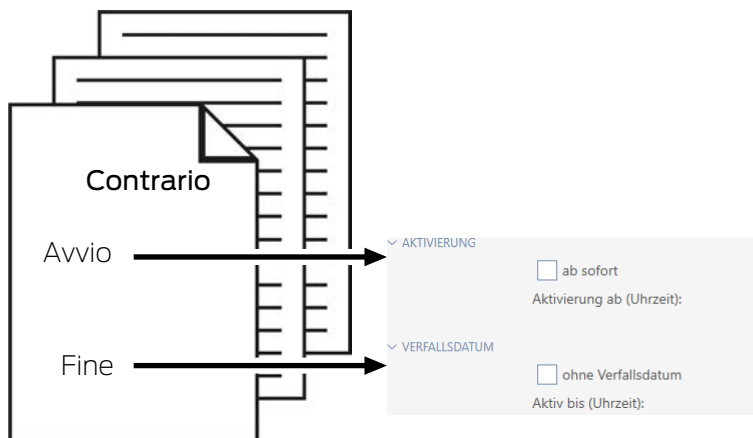 Contrario
Avvio
Fine
AKTIVIERUNG
ab sofort
Aktivierung ab (Uhrzeit):
VERFALLSDATUM
ohne Verfallsdatum
Aktiv bis (Uhrzeit):